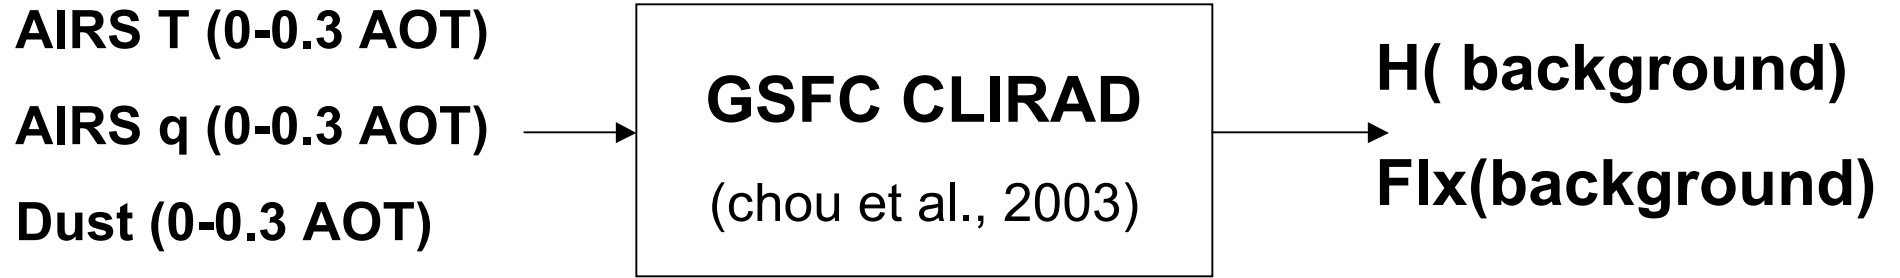 AIRS T (0-0.3 AOT)
AIRS q (0-0.3 AOT)
Dust (0-0.3 AOT)
GSFC CLIRAD
(chou et al., 2003)
H( background)
Flx(background)